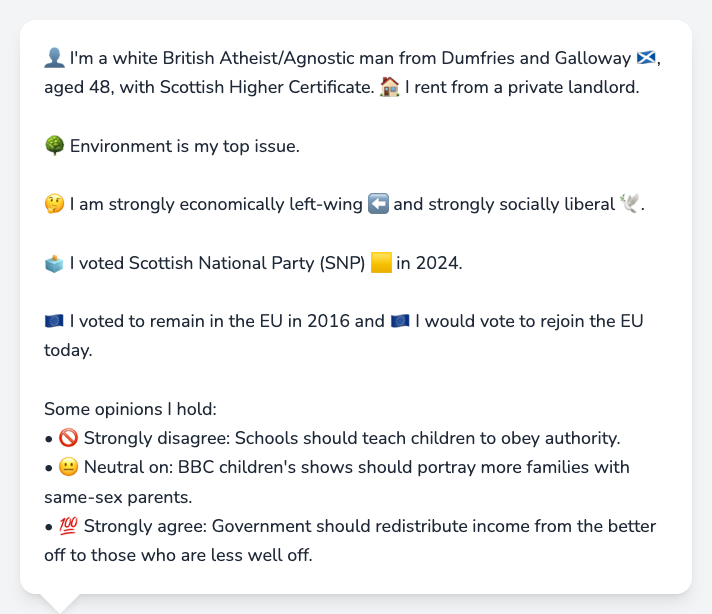 👤 I'm a white British Atheist/Agnostic man from Dumfries and Galloway 🏴󠁧󠁢󠁳󠁣󠁴󠁿,
aged 48, with Scottish Higher Certificate. 🏠 I rent from a private landlord.
🌳 Environment is my top issue.
🤔 I am strongly economically left-wing ⬅️ and strongly socially liberal 🕊️.
🗳️ I voted Scottish National Party (SNP) 🟨 in 2024.
🇪🇺 I voted to remain in the EU in 2016 and 🇪🇺 I would vote to rejoin the EU
today.
Some opinions I hold:
• 🚫 Strongly disagree: Schools should teach children to obey authority.
• 😐 Neutral on: BBC children's shows should portray more families with
same-sex parents.
• 💯 Strongly agree: Government should redistribute income from the better
off to those who are less well off.